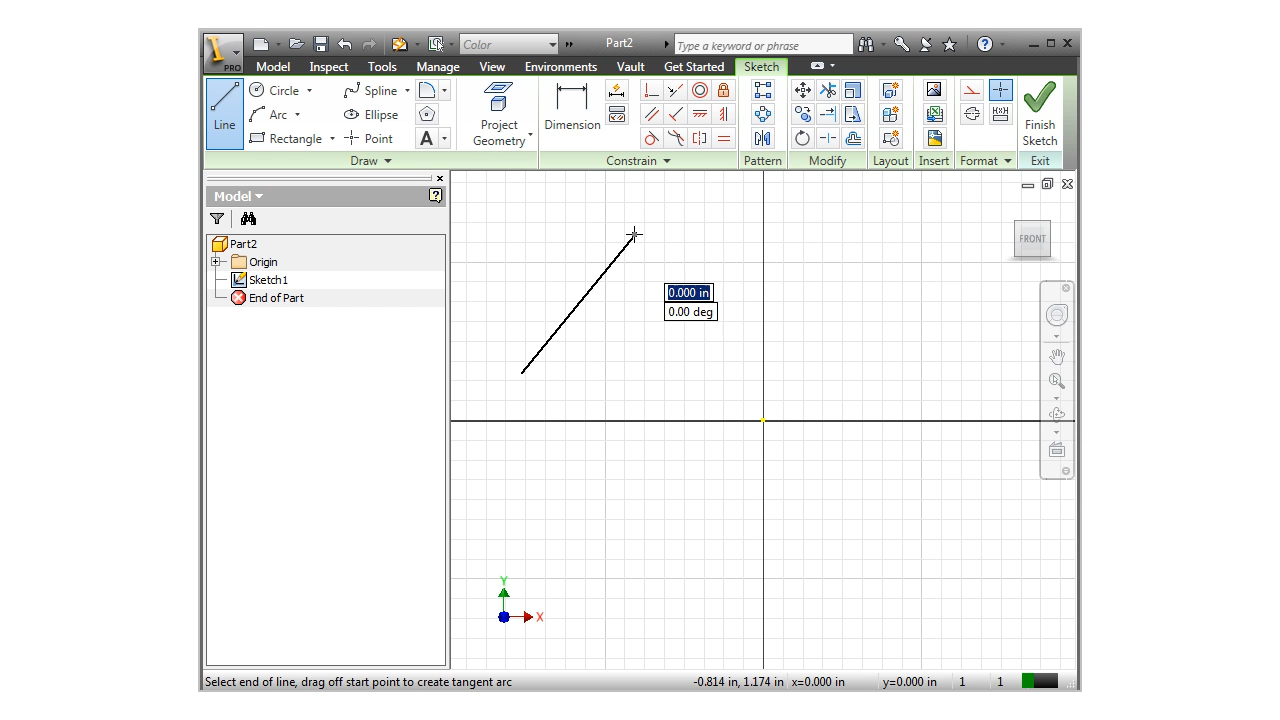 PRO
Color
Part2
Type a keyword or phrase
Model Inspect Tools Manage View Environments Vault Get Started Sketch
Line
Circle
Arc
Rectangle
Spline
Ellipse
Point
A
Project
Geometry
Dimension
Finish
Sketch
Draw Constrain Pattern Modify Layout Insert Format Exit
Model
Part2
Origin
Sketch1
End of Part
FRONT
0.000 in
0.00 deg
Y
X
Select end of line, drag off start point to create tangent arc -0.814 in, 1.174 in x=0.000 in y=0.000 in 1 1